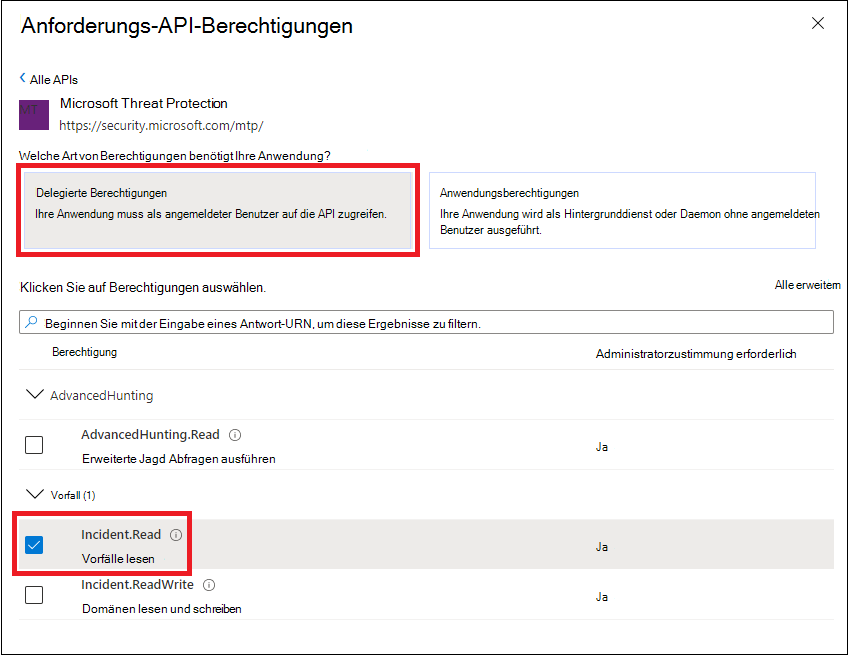 Anforderungs-API-Berechtigungen
Alle APIs
MT
Microsoft Threat Protection
https://security.microsoft.com/mtp/
Welche Art von Berechtigungen benötigt Ihre Anwendung?
Delegierte Berechtigungen
Ihre Anwendung muss als angemeldeter Benutzer auf die API zugreifen.
Anwendungsberechtigungen
Ihre Anwendung wird als Hintergrunddienst oder Daemon ohne angemeldeten
Benutzer ausgeführt.
Klicken Sie auf Berechtigungen auswählen.
Alle erweitern
Beginnen Sie mit der Eingabe eines Antwort-URN, um diese Ergebnisse zu filtern.
Berechtigung
Administratorzustimmung erforderlich
AdvancedHunting
AdvancedHunting.Read
Erweiterte Jagd Abfragen ausführen
Ja
Vorfall (1)
Incident.Read
Vorfälle lesen
Ja
Incident.ReadWrite
Domänen lesen und schreiben
Ja